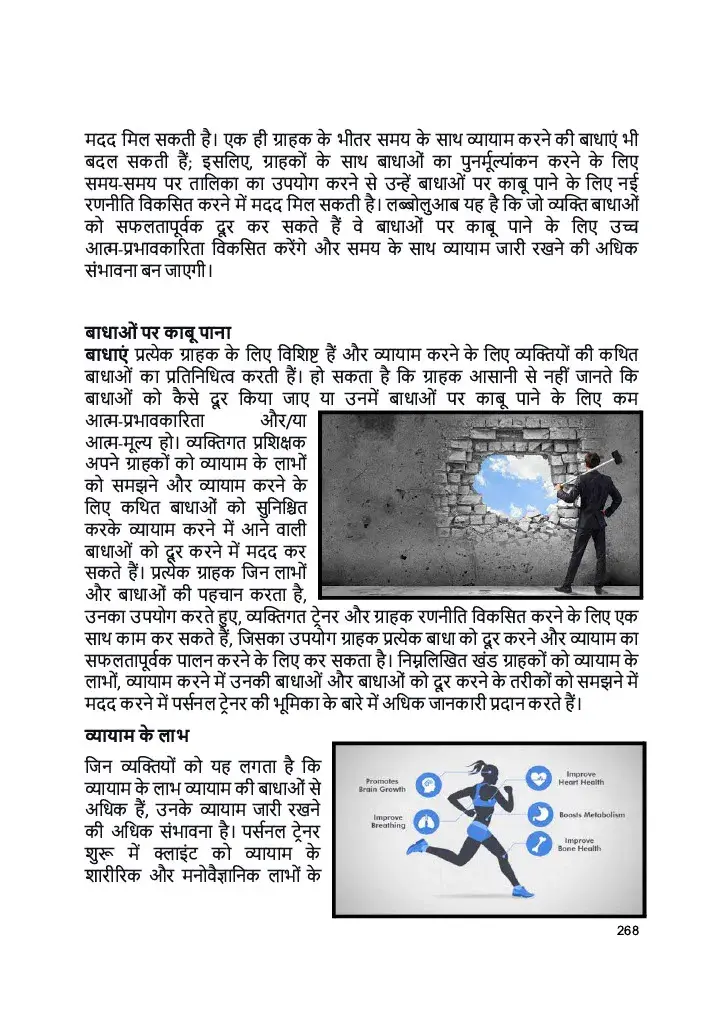 मदद मिल सकती है। एक ही ग्राहक के भीतर समय के साथ व्यायाम करने की बाधाएं भी
बदल सकती हैं; इसलिए, ग्राहकों के साथ बाधाओं का पुनर्मूल्यांकन करने के लिए
समय-समय पर तालिका का उपयोग करने से उन्हें बाधाओं पर काबू पाने के लिए नई
रणनीति विकसित करने में मदद मिल सकती है। लब्बोलुआब यह है कि जो व्यक्ति बाधाओं
को सफलतापूर्वक दूर कर सकते हैं वे बाधाओं पर काबू पाने के लिए उच्च
आत्म-प्रभावकारिता विकसित करेंगे और समय के साथ व्यायाम जारी रखने की अधिक
संभावना बन जाएगी।
बाधाओं पर काबू पाना
बाधाएं प्रत्येक ग्राहक के लिए विशिष्ट हैं और व्यायाम करने के लिए व्यक्तियों की कथित
बाधाओं का प्रतिनिधित्व करती हैं। हो सकता है कि ग्राहक आसानी से नहीं जानते कि
बाधाओं को कैसे दूर किया जाए या उनमें बाधाओं पर काबू पाने के लिए कम
आत्म-प्रभावकारिता और/या
आत्म-मूल्य हो। व्यक्तिगत प्रशिक्षक
अपने ग्राहकों को व्यायाम के लाभों
को समझने और व्यायाम करने के
लिए कथित बाधाओं को सुनिश्चित
करके व्यायाम करने में आने वाली
बाधाओं को दूर करने में मदद कर
सकते हैं। प्रत्येक ग्राहक जिन लाभों
और बाधाओं की पहचान करता है,
उनका उपयोग करते हुए, व्यक्तिगत ट्रेनर और ग्राहक रणनीति विकसित करने के लिए एक
साथ काम कर सकते हैं, जिसका उपयोग ग्राहक प्रत्येक बाधा को दूर करने और व्यायाम का
सफलतापूर्वक पालन करने के लिए कर सकता है। निम्नलिखित खंड ग्राहकों को व्यायाम के
लाभों, व्यायाम करने में उनकी बाधाओं और बाधाओं को दूर करने के तरीकों को समझने में
मदद करने में पर्सनल ट्रेनर की भूमिका के बारे में अधिक जानकारी प्रदान करते हैं।
व्यायाम के लाभ
जिन व्यक्तियों को यह लगता है कि
व्यायाम के लाभ व्यायाम की बाधाओं से
अधिक हैं, उनके व्यायाम जारी रखने
की अधिक संभावना है। पर्सनल ट्रेनर
शुरू में क्लाइंट को व्यायाम के
शारीरिक और मनोवैज्ञानिक लाभों के
Promotes
Brain Growth
Improve
Breathing
Improve
Heart Health
Boosts Metabolism
Improve
Bone Health
268